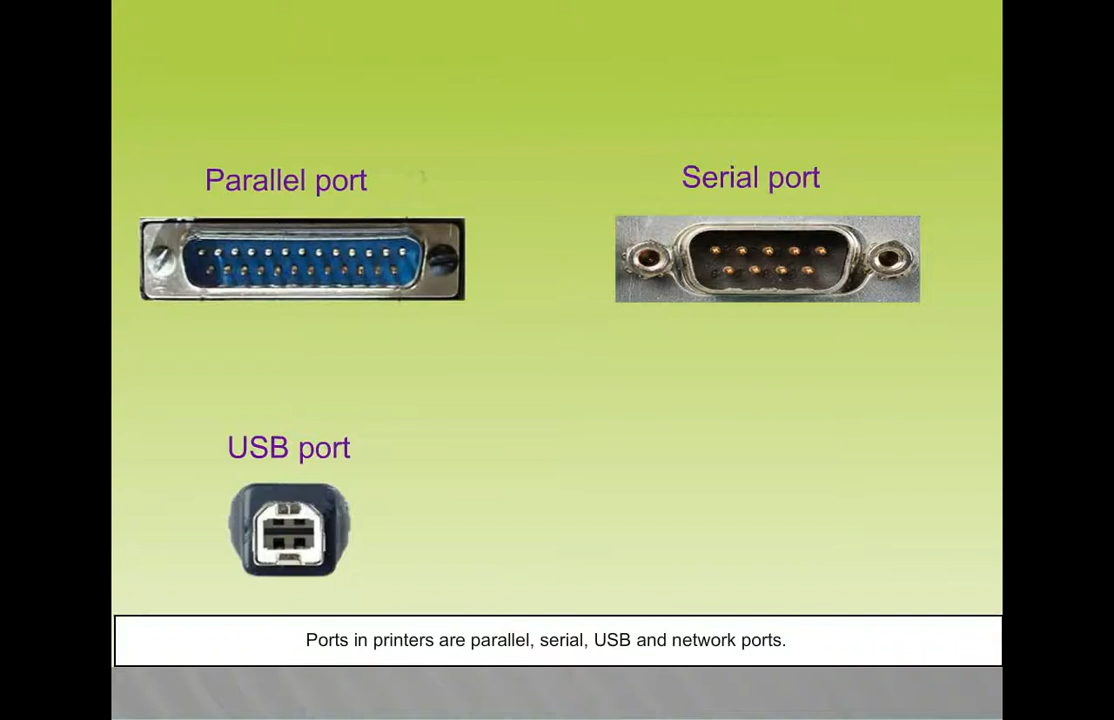 Parallel port
Serial port
USB port
Ports in printers are parallel, serial, USB and network ports.